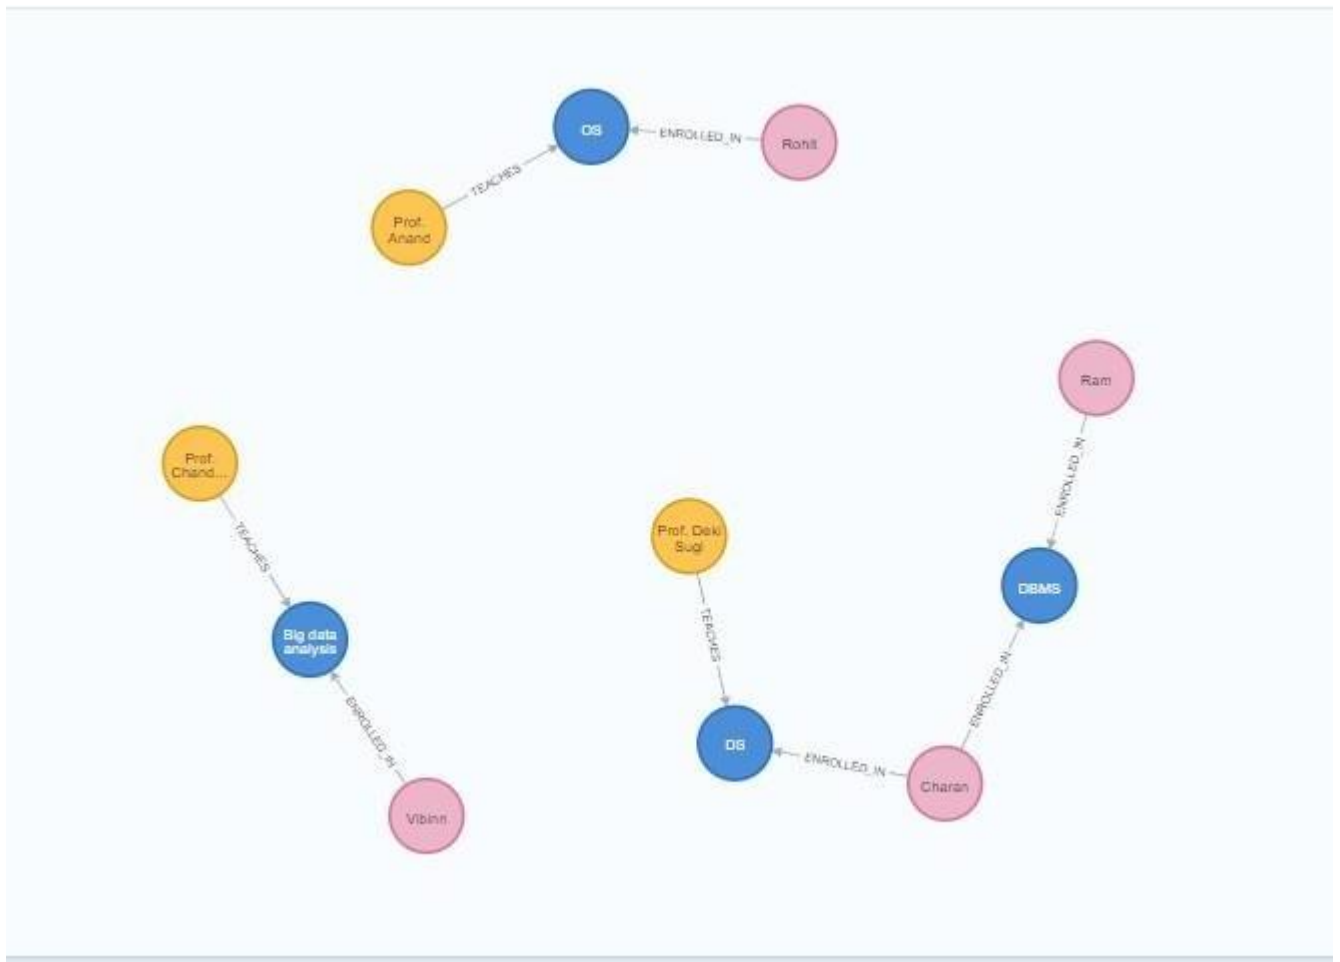 OS
ENROLLED_IN
Rohit
TEACHES
Prof.
Anand
Ram
ENROLLED_IN
Prof.
Chand...
TEACHES
Prof. Deki
Sugi
TEACHES
DBMS
Big data
analysis
ENROLLED_IN
ENROLLED_IN
DS
ENROLLED_IN
Charan
Vibinn